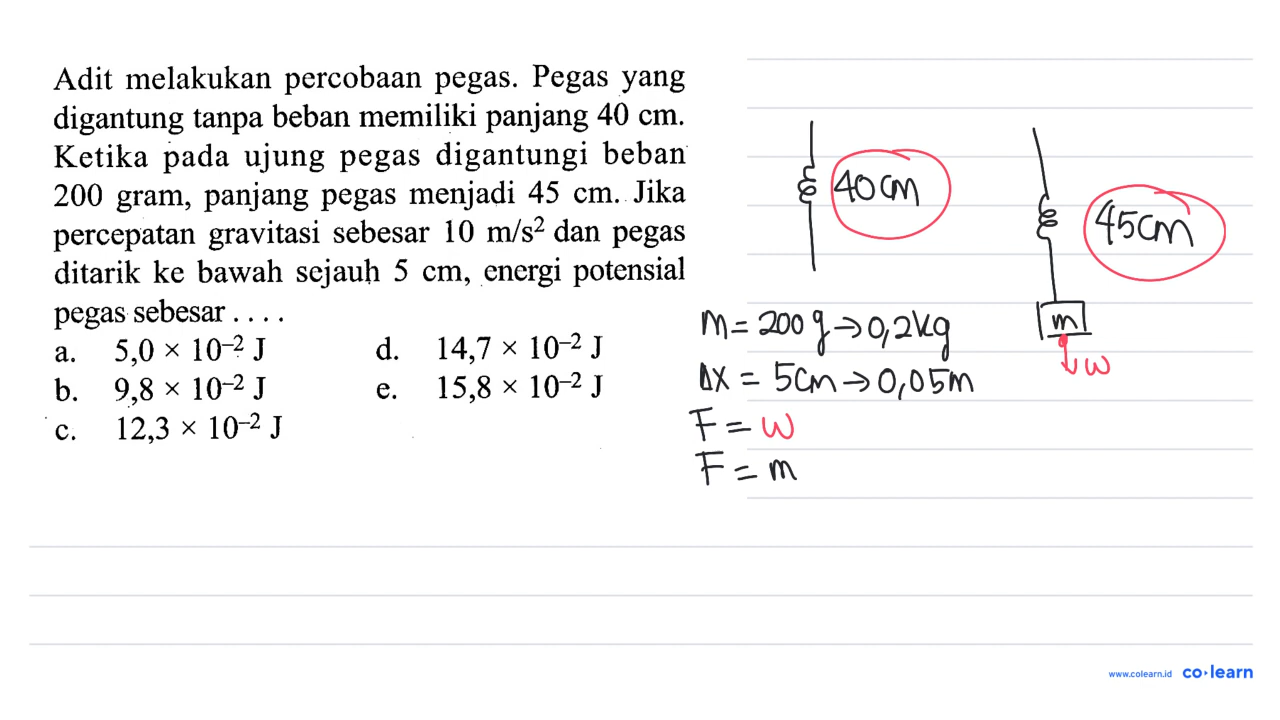 Adit melakukan percobaan pegas. Pegas yang
digantung tanpa beban memiliki panjang 40 cm.
Ketika pada ujung pegas digantungi beban
200 gram, panjang pegas menjadi 45 cm. Jika
percepatan gravitasi sebesar 10 m/s² dan pegas
ditarik ke bawah sejauh 5 cm, energi potensial
pegas sebesar . . . .
a. 5,0 × 10⁻² J
b. 9,8 × 10⁻² J
c. 12,3 × 10⁻² J
d. 14,7 × 10⁻² J
e. 15,8 × 10⁻² J
40cm
45cm
m
w
m = 200 g → 0,2 kg
Δx = 5cm → 0,05m
F = w
F = m
www.colearn.id co·learn